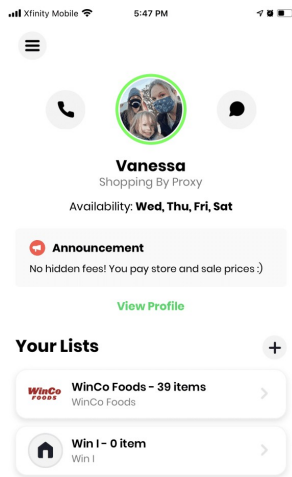 Xfinity Mobile 5:47 PM
Vanessa
Shopping By Proxy
Availability: Wed, Thu, Fri, Sat
Announcement
No hidden fees! You pay store and sale prices :)
View Profile
Your Lists
WinCo FOODS
WinCo Foods - 39 items
WinCo Foods
Win I - 0 item
Win I